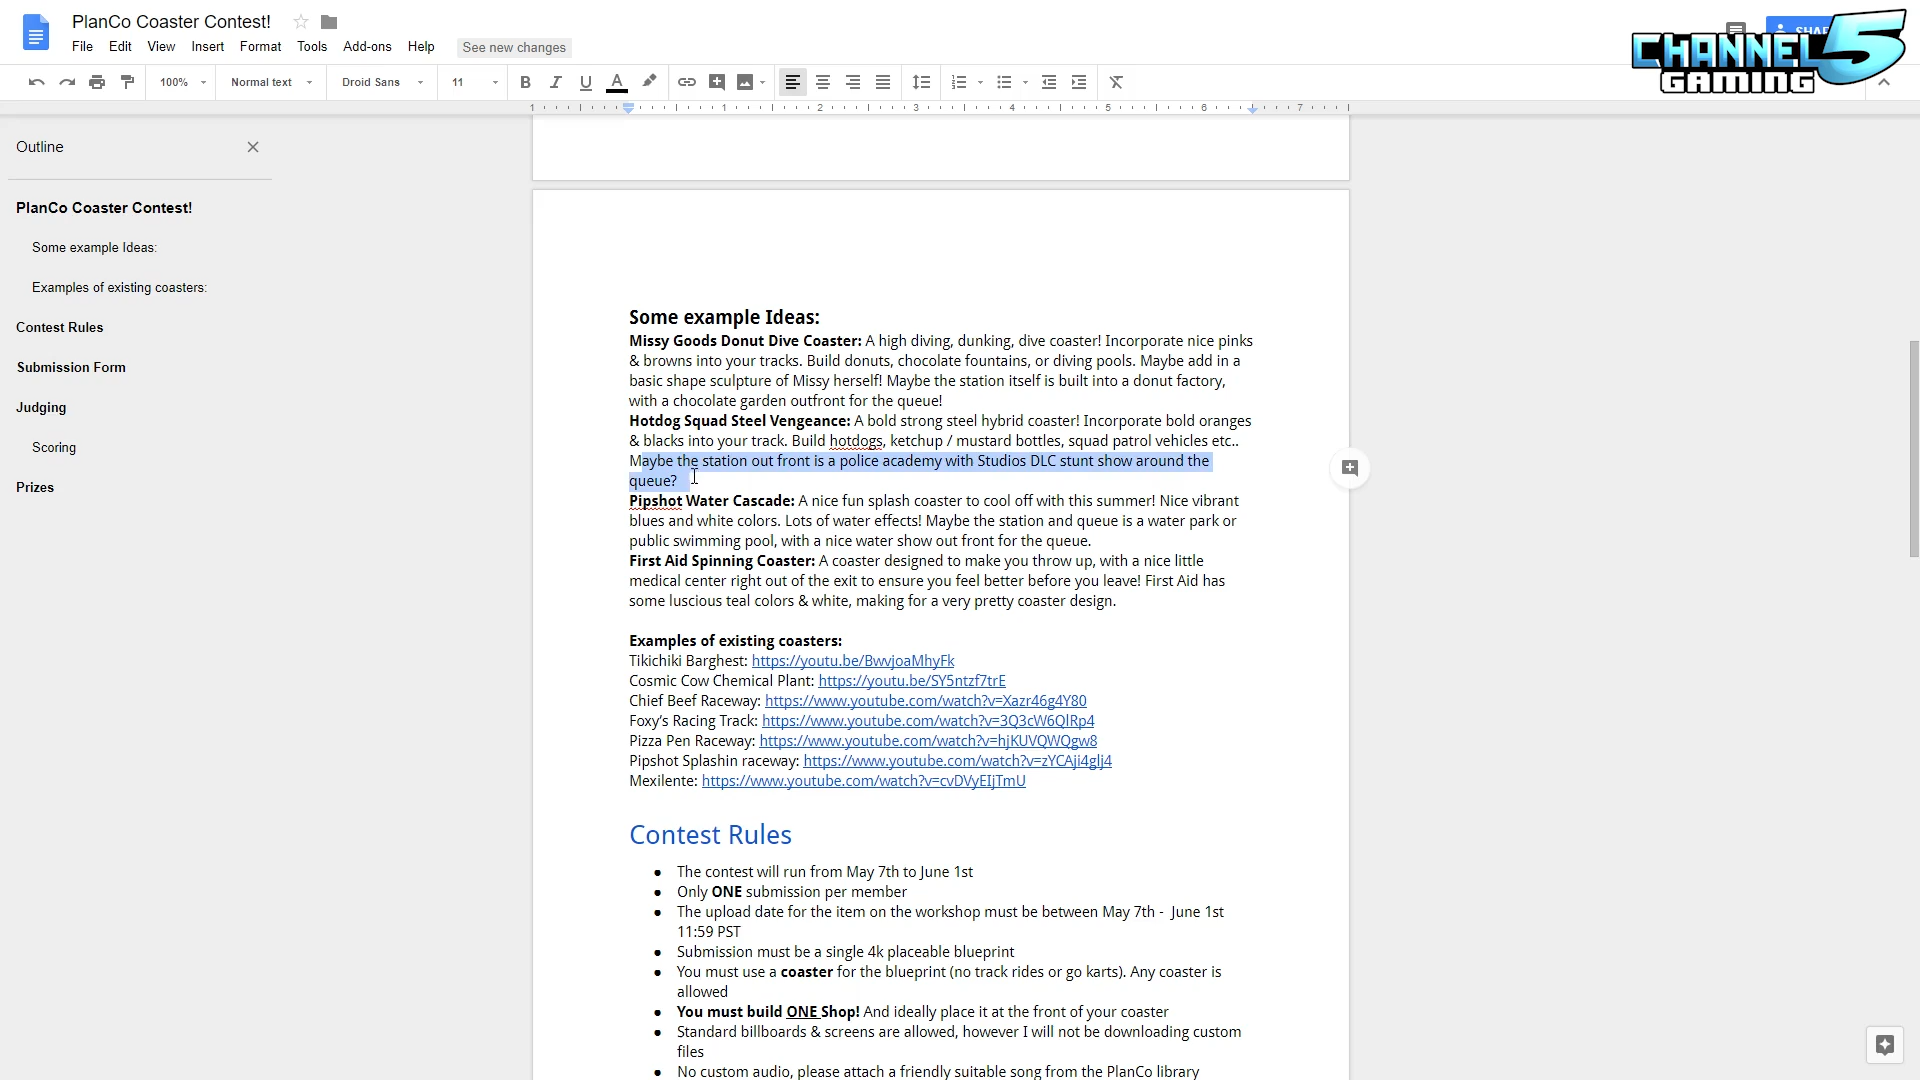 PlanCo Coaster Contest!
File Edit View Insert Format Tools Add-ons Help See new changes
CHANNEL 5
GAMING
100% Normal text Droid Sans 11
1 1 2 3 4 5 6 7
Outline
PlanCo Coaster Contest!
Some example Ideas:
Examples of existing coasters:
Contest Rules
Submission Form
Judging
Scoring
Prizes
Some example Ideas:
Missy Goods Donut Dive Coaster: A high diving, dunking, dive coaster! Incorporate nice pinks
& browns into your tracks. Build donuts, chocolate fountains, or diving pools. Maybe add in a
basic shape sculpture of Missy herself! Maybe the station itself is built into a donut factory,
with a chocolate garden outfront for the queue!
Hotdog Squad Steel Vengeance: A bold strong steel hybrid coaster! Incorporate bold oranges
& blacks into your track. Build hotdogs, ketchup / mustard bottles, squad patrol vehicles etc..
Maybe the station out front is a police academy with Studios DLC stunt show around the
queue?
Pipshot Water Cascade: A nice fun splash coaster to cool off with this summer! Nice vibrant
blues and white colors. Lots of water effects! Maybe the station and queue is a water park or
public swimming pool, with a nice water show out front for the queue.
First Aid Spinning Coaster: A coaster designed to make you throw up, with a nice little
medical center right out of the exit to ensure you feel better before you leave! First Aid has
some luscious teal colors & white, making for a very pretty coaster design.
Examples of existing coasters:
Tikichiki Barghest: https://youtu.be/BwvjoaMhyFk
Cosmic Cow Chemical Plant: https://youtu.be/SY5ntzf7trE
Chief Beef Raceway: https://www.youtube.com/watch?v=Xazr46g4Y80
Foxy's Racing Track: https://www.youtube.com/watch?v=3Q3cW6QlRp4
Pizza Pen Raceway: https://www.youtube.com/watch?v=hjKUVQWQgw8
Pipshot Splashin raceway: https://www.youtube.com/watch?v=zYCAji4glj4
Mexilente: https://www.youtube.com/watch?v=cvDVyEIjTmU
Contest Rules
● The contest will run from May 7th to June 1st
● Only ONE submission per member
● The upload date for the item on the workshop must be between May 7th - June 1st
11:59 PST
● Submission must be a single 4k placeable blueprint
● You must use a coaster for the blueprint (no track rides or go karts). Any coaster is
allowed
● You must build ONE Shop! And ideally place it at the front of your coaster
● Standard billboards & screens are allowed, however I will not be downloading custom
files
● No custom audio, please attach a friendly suitable song from the PlanCo library